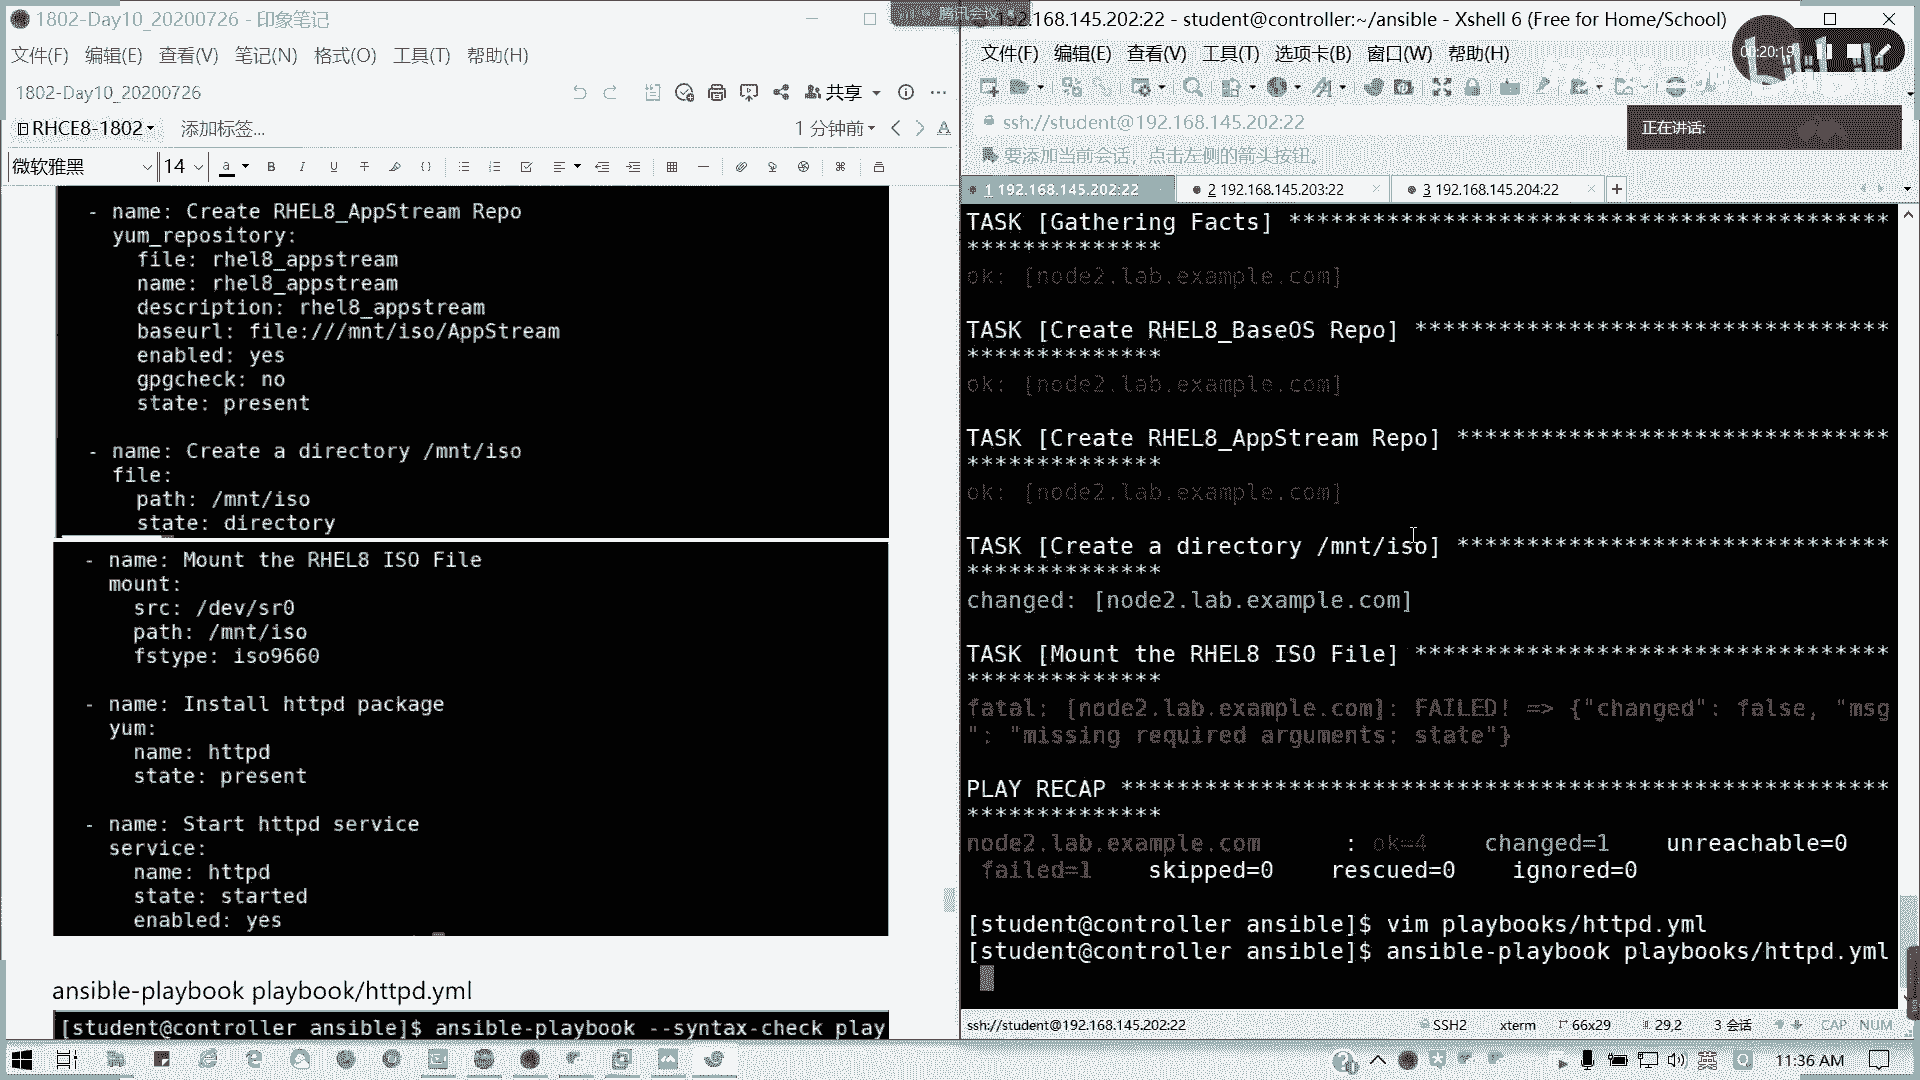 1802-Day10_20200726 - 印象笔记
文件(F) 编辑(E) 查看(V) 笔记(N) 格式(O) 工具(T) 帮助(H)
1802-Day10_20200726
共享
RHCE8-1802
添加标签...
1 分钟前
微软雅黑 14
- name: Create RHEL8_AppStream Repo
yum_repository:
file: rhel8_appstream
name: rhel8_appstream
description: rhel8_appstream
baseurl: file:///mnt/iso/AppStream
enabled: yes
gpgcheck: no
state: present
- name: Create a directory /mnt/iso
file:
path: /mnt/iso
state: directory
- name: Mount the RHEL8 ISO File
mount:
src: /dev/sr0
path: /mnt/iso
fstype: iso9660
- name: Install httpd package
yum:
name: httpd
state: present
- name: Start httpd service
service:
name: httpd
state: started
enabled: yes
ansible-playbook playbook/httpd.yml
[student@controller ansible]$ ansible-playbook --syntax-check play
腾讯会议
.168.145.202:22 - student@controller:~/ansible - Xshell 6 (Free for Home/School)
00:20:19
文件(F) 编辑(E) 查看(V) 工具(T) 选项卡(B) 窗口(W) 帮助(H)
ssh://student@192.168.145.202:22
正在讲话:
要添加当前会话，点击左侧的箭头按钮。
1 192.168.145.202:22
2 192.168.145.203:22
3 192.168.145.204:22
TASK [Gathering Facts] *******************************************
**************
ok: [node2.lab.example.com]
TASK [Create RHEL8_BaseOS Repo] **********************************
**************
ok: [node2.lab.example.com]
TASK [Create RHEL8_AppStream Repo] *******************************
**************
ok: [node2.lab.example.com]
TASK [Create a directory /mnt/iso] *******************************
**************
changed: [node2.lab.example.com]
TASK [Mount the RHEL8 ISO File] **********************************
**************
fatal: [node2.lab.example.com]: FAILED! => {"changed": false, "msg
": "missing required arguments: state"}
PLAY RECAP *******************************************************
**************
node2.lab.example.com : ok=4 changed=1 unreachable=0
failed=1 skipped=0 rescued=0 ignored=0
[student@controller ansible]$ vim playbooks/httpd.yml
[student@controller ansible]$ ansible-playbook playbooks/httpd.yml
ssh://student@192.168.145.202:22 SSH2 xterm 66x29 29,2 3 会话 CAP NUM
英
11:36 AM